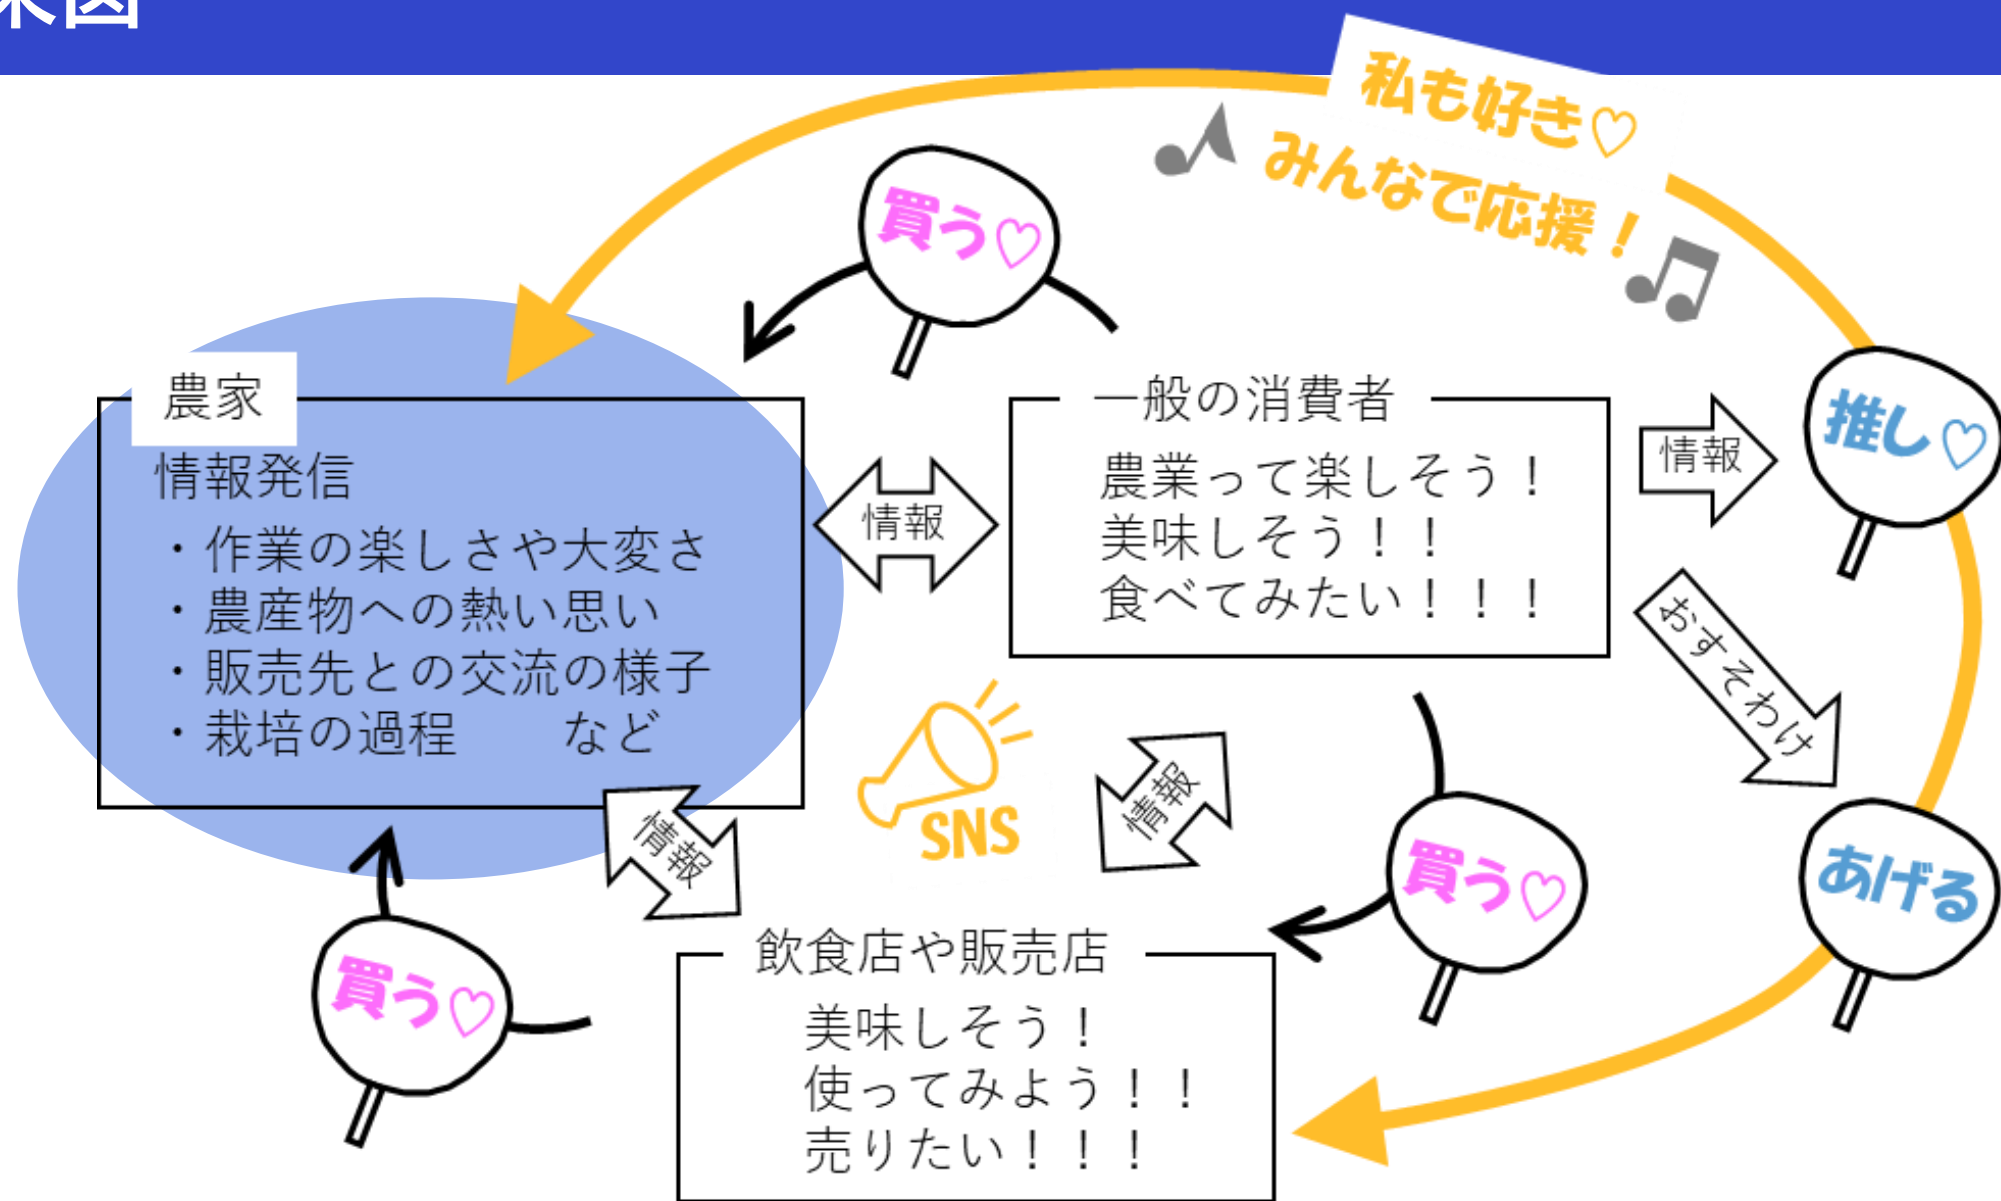 図
私も好き♡
みんなで応援！
買う♡
農家
情報発信
・作業の楽しさや大変さ
・農産物への熱い思い
・販売先との交流の様子
・栽培の過程　　など
情報
一般の消費者
農業って楽しそう！
美味しそう！！
食べてみたい！！！
情報
推し♡
おすそわけ
あげる
SNS
情報
情報
買う♡
買う♡
飲食店や販売店
美味しそう！
使ってみよう！！
売りたい！！！